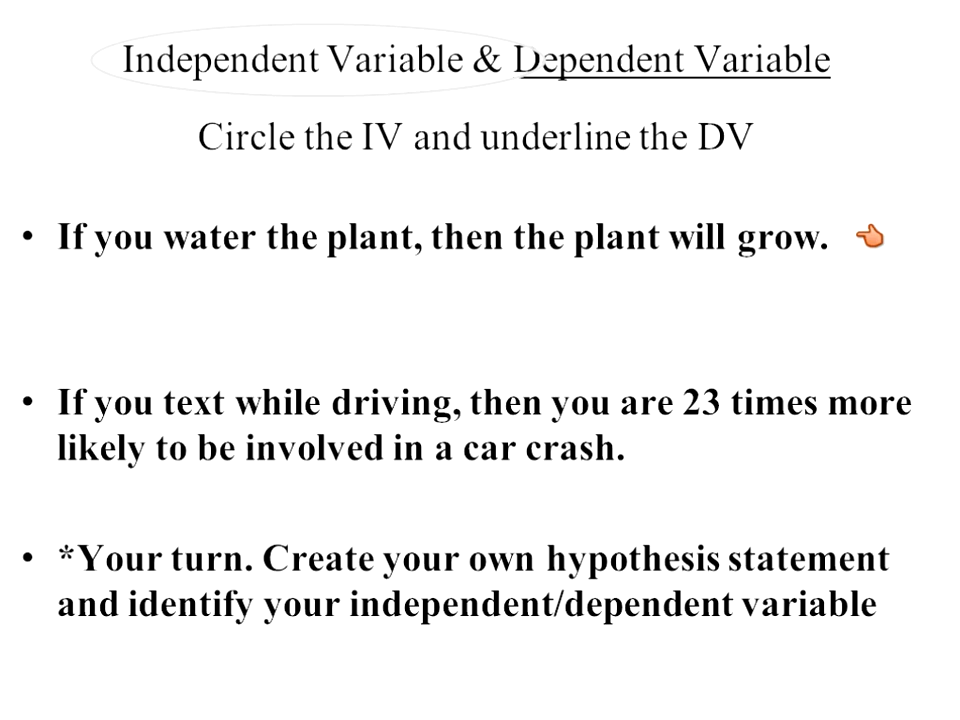 Independent Variable & Dependent Variable
Circle the IV and underline the DV
• If you water the plant, then the plant will grow.
• If you text while driving, then you are 23 times more
likely to be involved in a car crash.
• *Your turn. Create your own hypothesis statement
and identify your independent/dependent variable